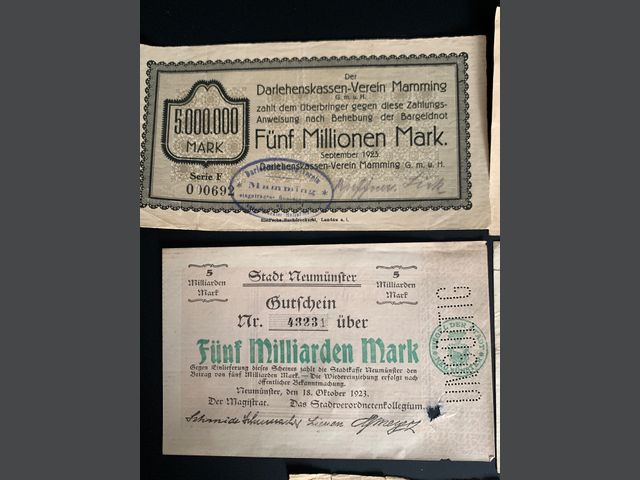 Der
Darlehenskassen-Verein Mamming
G. m. u. H.
zahlt dem Überbringer gegen diese Zahlungs-
Anweisung nach Behebung der Bargeldnot
Fünf Millionen Mark.
September 1923.
Darlehenskassen-Verein Mamming G. m. u. H.
5.000.000
MARK
Serie F
000692
Mamming
Landau a. I.
5
Milliarden
Mark
Stadt Neumünster
5
Milliarden
Mark
Gutschein
Nr. 43231 über
Fünf Milliarden Mark
Gegen Einlieferung dieses Scheines zahlt die Stadtkasse Neumünster den
Betrag von fünf Milliarden Mark. — Die Wiedereinziehung erfolgt nach
öffentlicher Bekanntmachung.
Neumünster, den 18. Oktober 1923.
Der Magistrat. Das Stadtverordnetenkollegium.
UNGÜLTIG